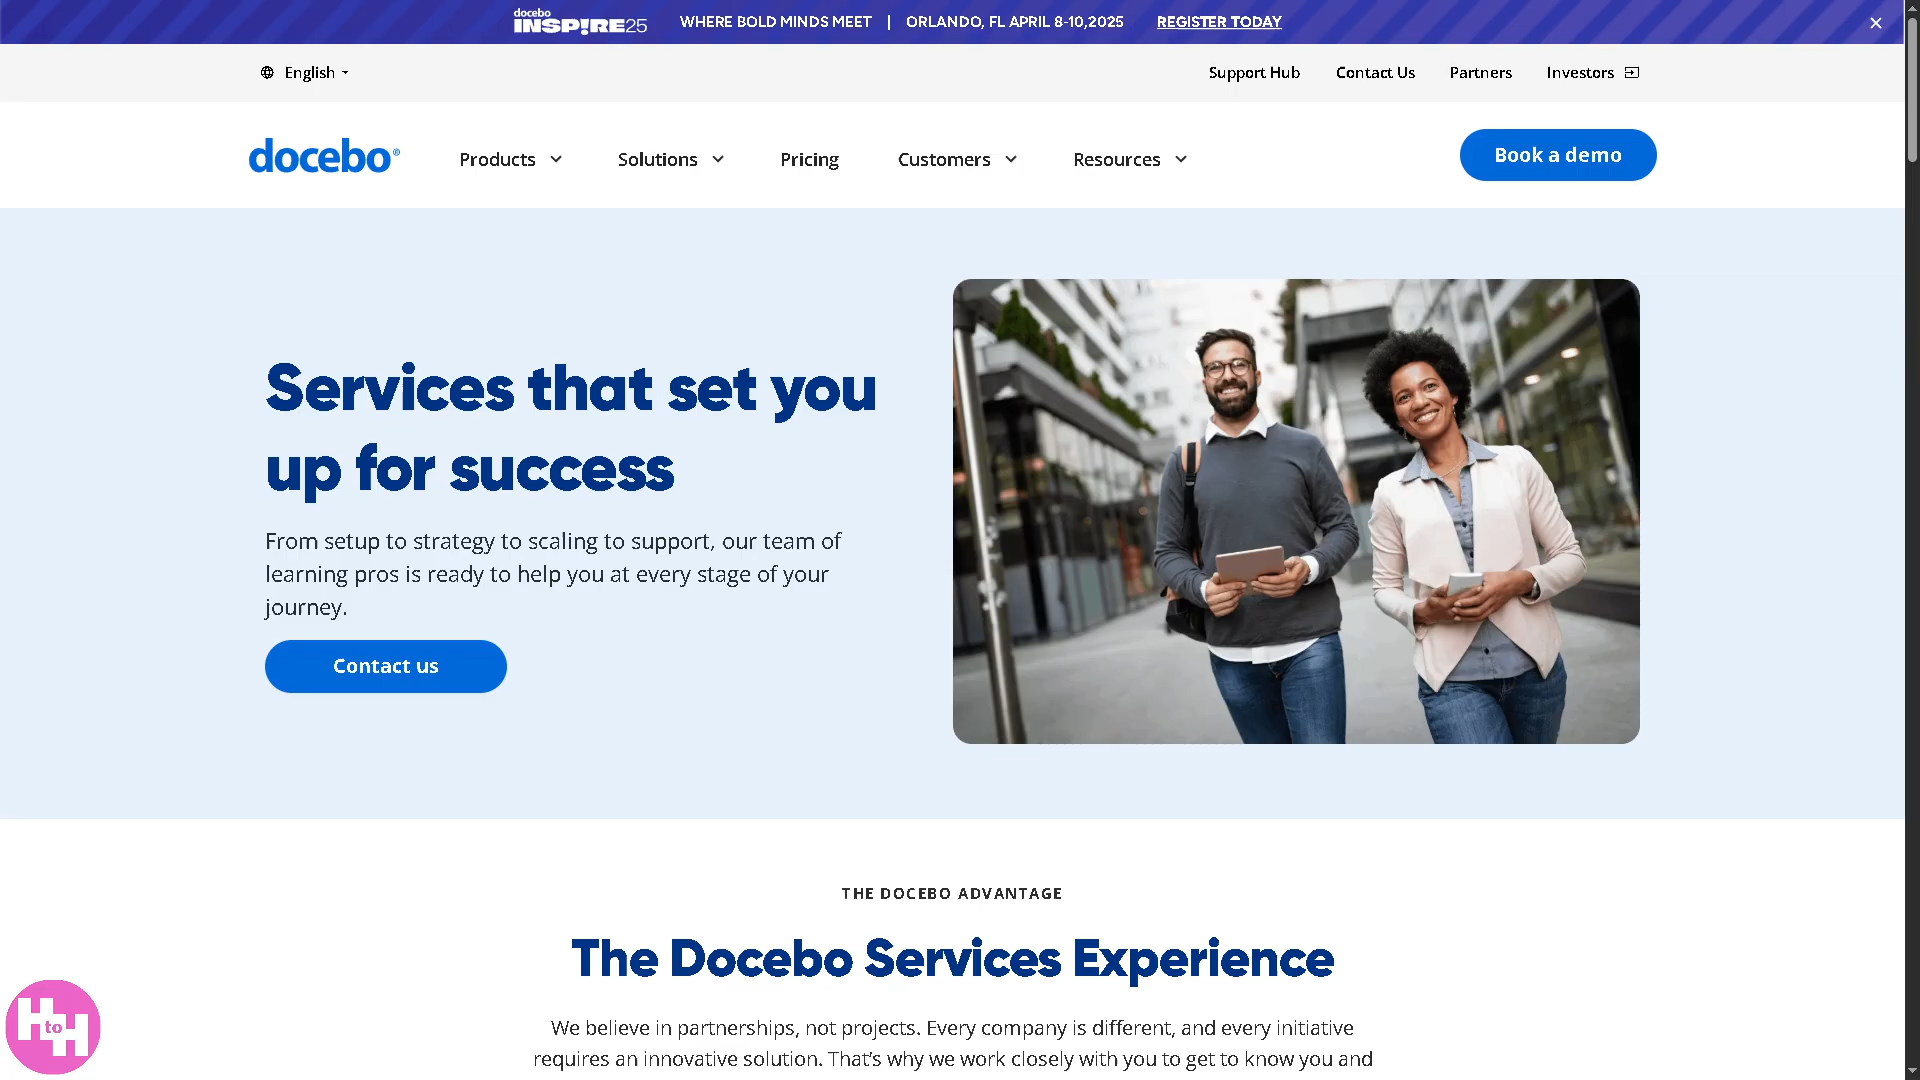 docebo
INSP!RE25
WHERE BOLD MINDS MEET | ORLANDO, FL APRIL 8-10,2025 REGISTER TODAY
English
Support Hub Contact Us Partners Investors
docebo®
Products Solutions Pricing Customers Resources
Book a demo
Services that set you
up for success
From setup to strategy to scaling to support, our team of
learning pros is ready to help you at every stage of your
journey.
Contact us
THE DOCEBO ADVANTAGE
The Docebo Services Experience
We believe in partnerships, not projects. Every company is different, and every initiative
requires an innovative solution. That’s why we work closely with you to get to know you and
H to H